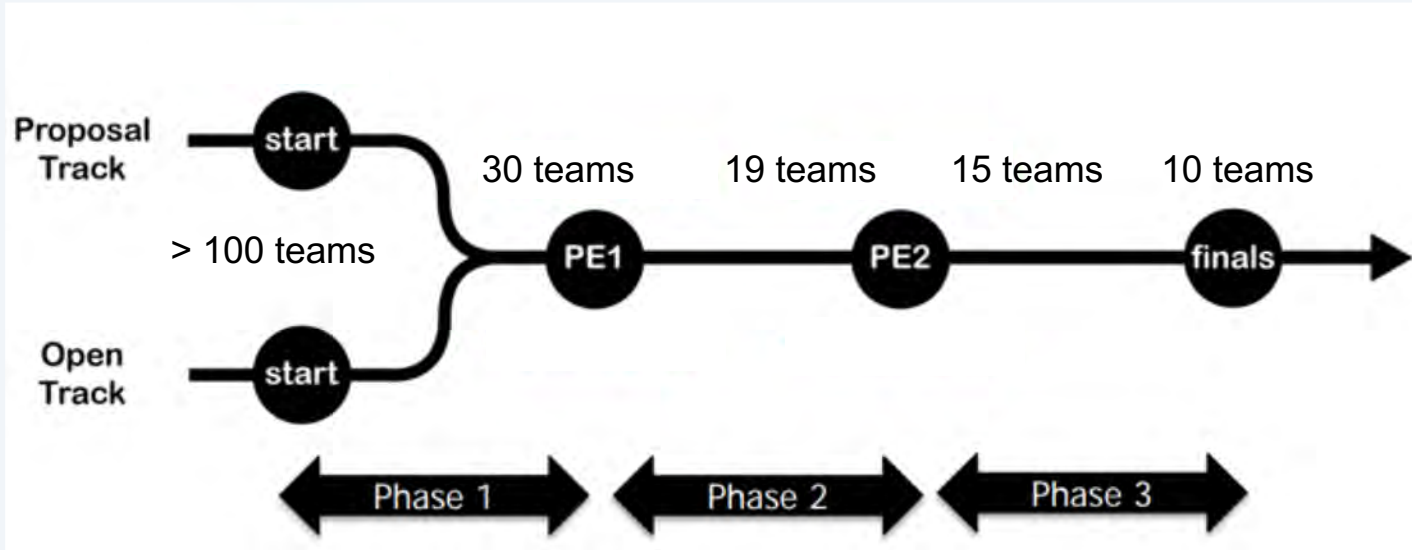 Proposal
Track
start
30 teams
19 teams
15 teams
10 teams
> 100 teams
PE1
PE2
finals
Open
Track
start
Phase 1
Phase 2
Phase 3